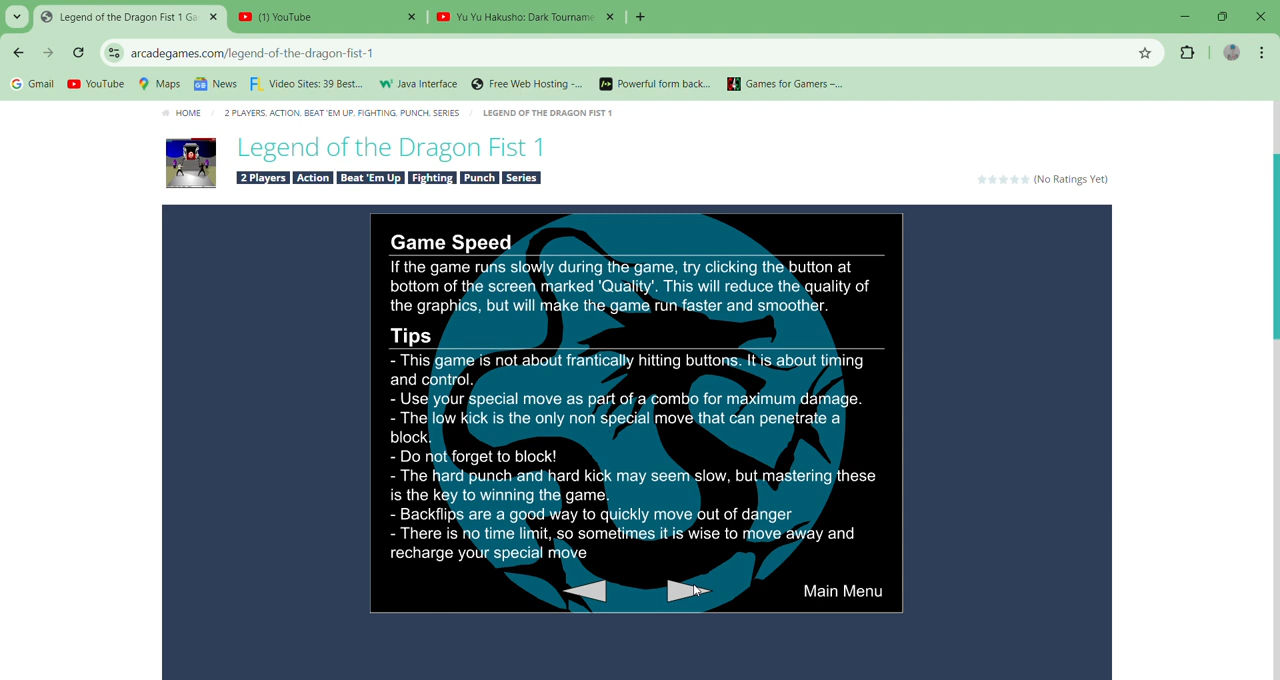 Legend of the Dragon Fist 1 Ga
(1) YouTube
Yu Yu Hakusho: Dark Tourname
arcadegames.com/legend-of-the-dragon-fist-1
Gmail
YouTube
Maps
News
Video Sites: 39 Best...
Java Interface
Free Web Hosting -...
Powerful form back...
Games for Gamers –...
HOME / 2 PLAYERS, ACTION, BEAT 'EM UP, FIGHTING, PUNCH, SERIES / LEGEND OF THE DRAGON FIST 1
Legend of the Dragon Fist 1
2 Players Action Beat 'Em Up Fighting Punch Series
(No Ratings Yet)
Game Speed
If the game runs slowly during the game, try clicking the button at
bottom of the screen marked 'Quality'. This will reduce the quality of
the graphics, but will make the game run faster and smoother.
Tips
- This game is not about frantically hitting buttons. It is about timing
and control.
- Use your special move as part of a combo for maximum damage.
- The low kick is the only non special move that can penetrate a
block.
- Do not forget to block!
- The hard punch and hard kick may seem slow, but mastering these
is the key to winning the game.
- Backflips are a good way to quickly move out of danger
- There is no time limit, so sometimes it is wise to move away and
recharge your special move
Main Menu